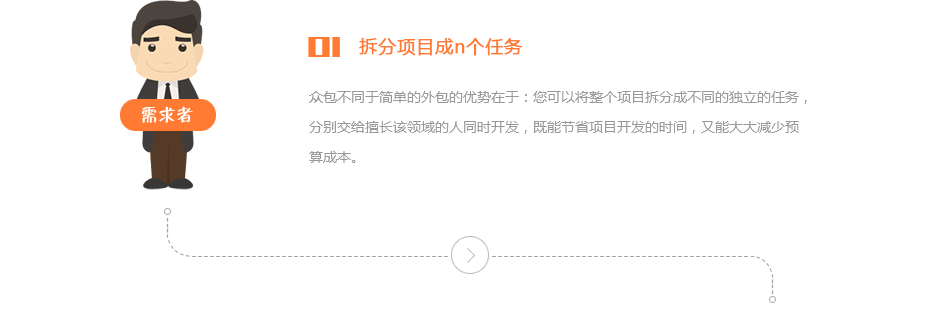 01 拆分项目成n个任务
众包不同于简单的外包的优势在于：您可以将整个项目拆分成不同的独立的任务，
需求者
分别交给擅长该领域的人同时开发，既能节省项目开发的时间，又能大大减少预
算成本。